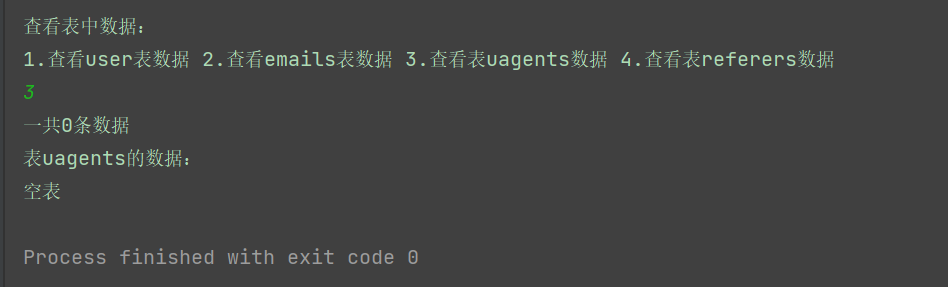 查看表中数据：
1.查看user表数据 2.查看emails表数据 3.查看表uagents数据 4.查看表referers数据
3
一共0条数据
表uagents的数据：
空表
Process finished with exit code 0